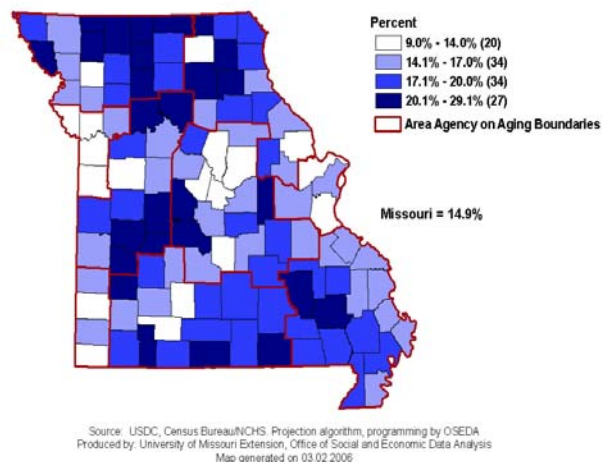 Percent
9.0% - 14.0% (20)
14.1% - 17.0% (34)
17.1% - 20.0% (34)
20.1% - 29.1% (27)
Area Agency on Aging Boundaries
Missouri = 14.9%
Source: USDC, Census Bureau/NCHS. Projection algorithm, programming by OSEDA
Produced by: University of Missouri Extension, Office of Social and Economic Data Analysis
Map generated on 03.02.2006